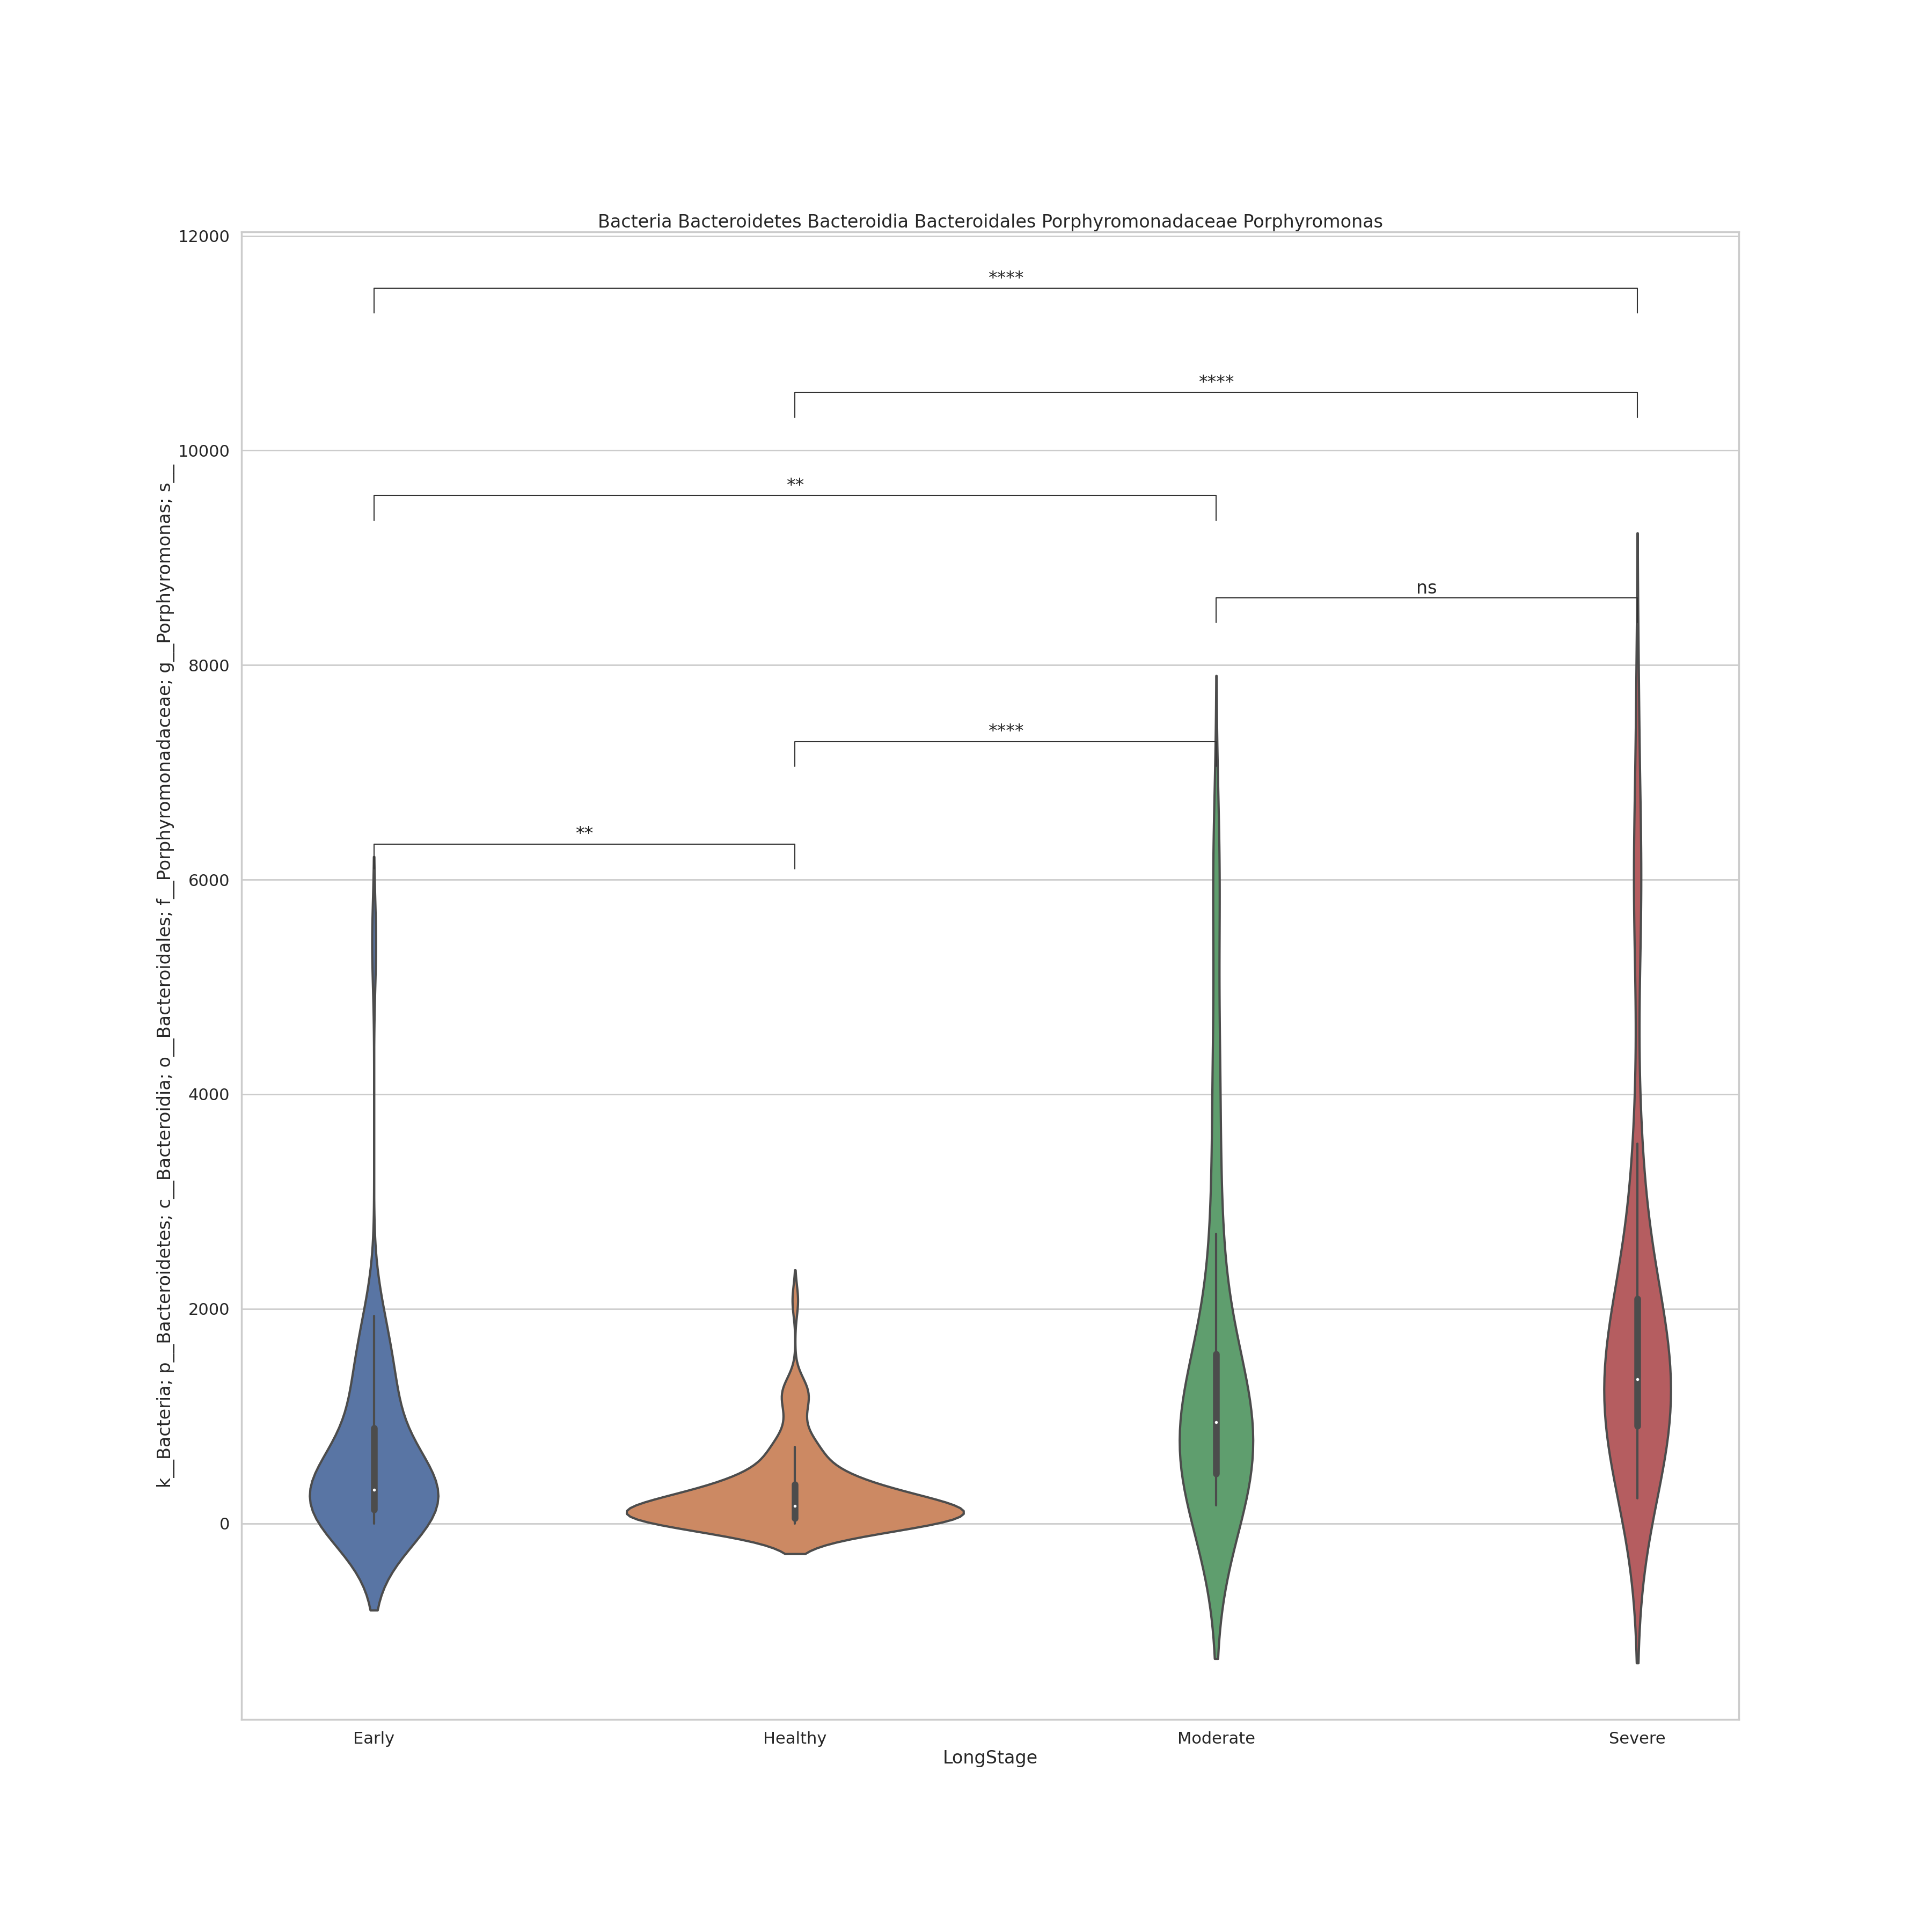 Bacteria Bacteroidetes Bacteroidia Bacteroidales Porphyromonadaceae Porphyromonas
k__Bacteria; p__Bacteroidetes; c__Bacteroidia; o__Bacteroidales; f__Porphyromonadaceae; g__Porphyromonas; s__
12000
10000
8000
6000
4000
2000
0
****
****
**
ns
****
**
Early
Healthy
Moderate
Severe
LongStage